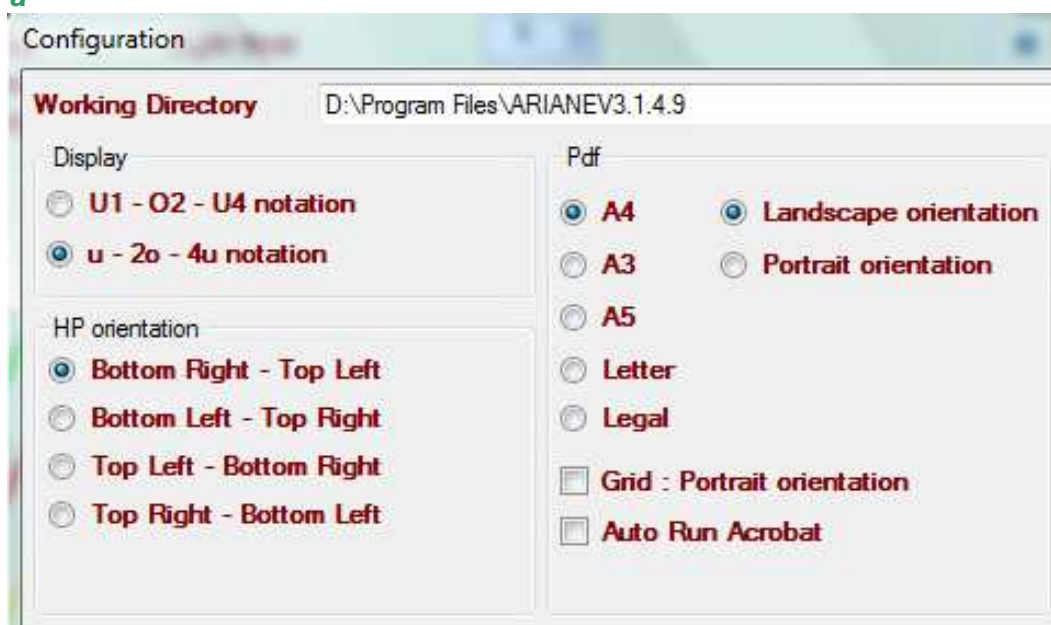 a
Configuration
Working Directory D:\Program Files\ARIANEV3.1.4.9
Display
U1 - O2 - U4 notation
u - 2o - 4u notation
HP orientation
Bottom Right - Top Left
Bottom Left - Top Right
Top Left - Bottom Right
Top Right - Bottom Left
Pdf
A4 Landscape orientation
A3 Portrait orientation
A5
Letter
Legal
Grid : Portrait orientation
Auto Run Acrobat